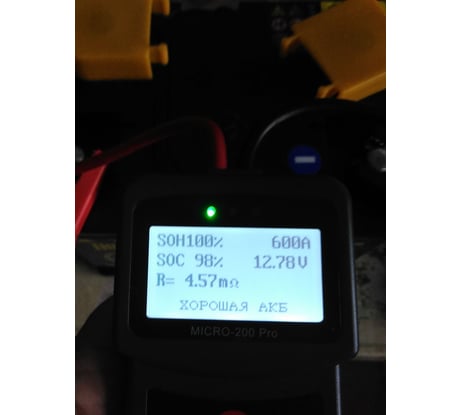 SOH100% 600A
SOC 98% 12.78V
R= 4.57mΩ
ХОРОШАЯ АКБ
MICRO-200 Pro